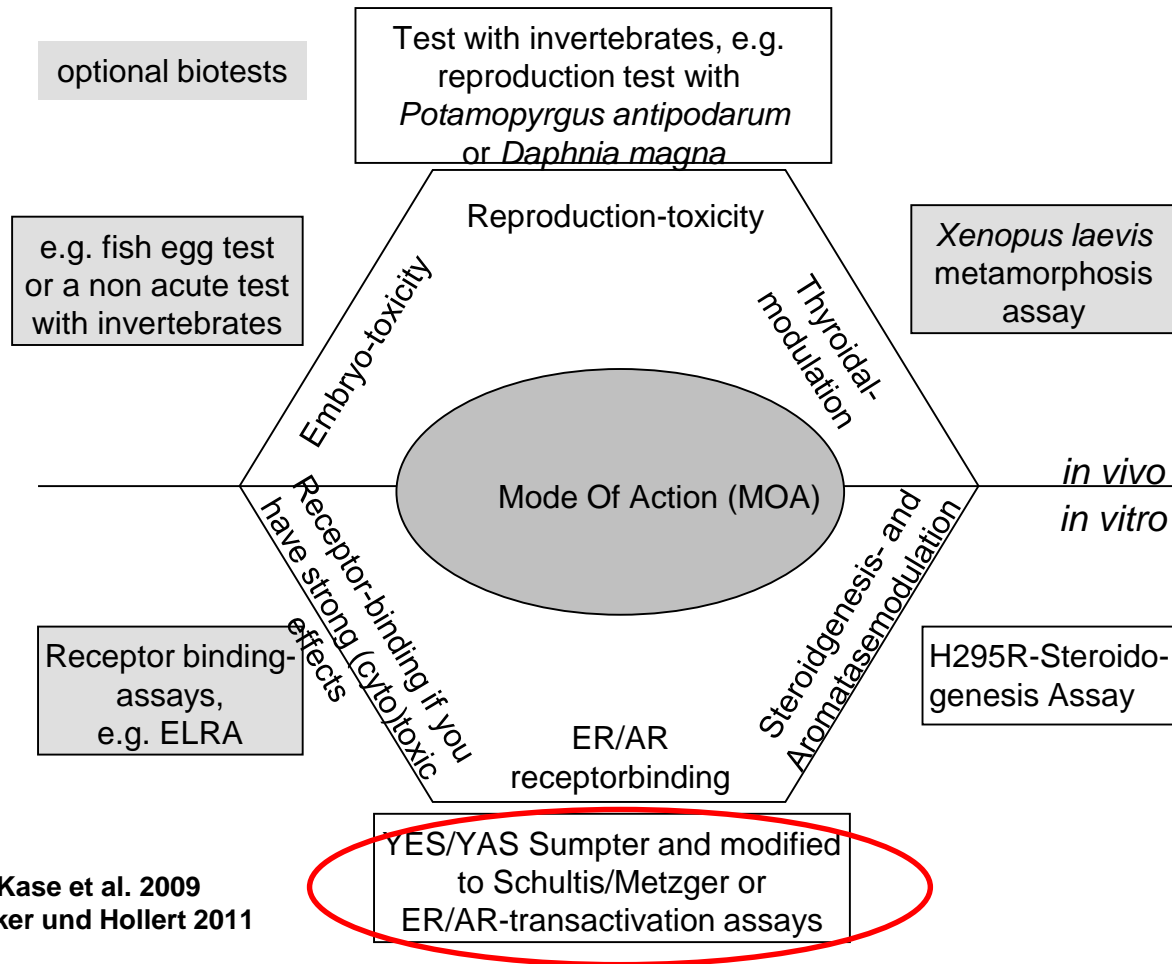 optional biotests
Test with invertebrates, e.g.
reproduction test with
Potamopyrgus antipodarum
or Daphnia magna
e.g. fish egg test
or a non acute test
with invertebrates
Reproduction-toxicity
Xenopus laevis
metamorphosis
assay
Embryo-toxicity
Thyroidal-
modulation
Mode Of Action (MOA)
in vivo
in vitro
Receptor-binding if you
have strong (cyto)toxic
effects
Steroidgenesis- and
Aromatasemodulation
Receptor binding-
assays,
e.g. ELRA
H295R-Steroido-
genesis Assay
ER/AR
receptorbinding
YES/YAS Sumpter and modified
to Schultis/Metzger or
ER/AR-transactivation assays
Kase et al. 2009
ker und Hollert 2011